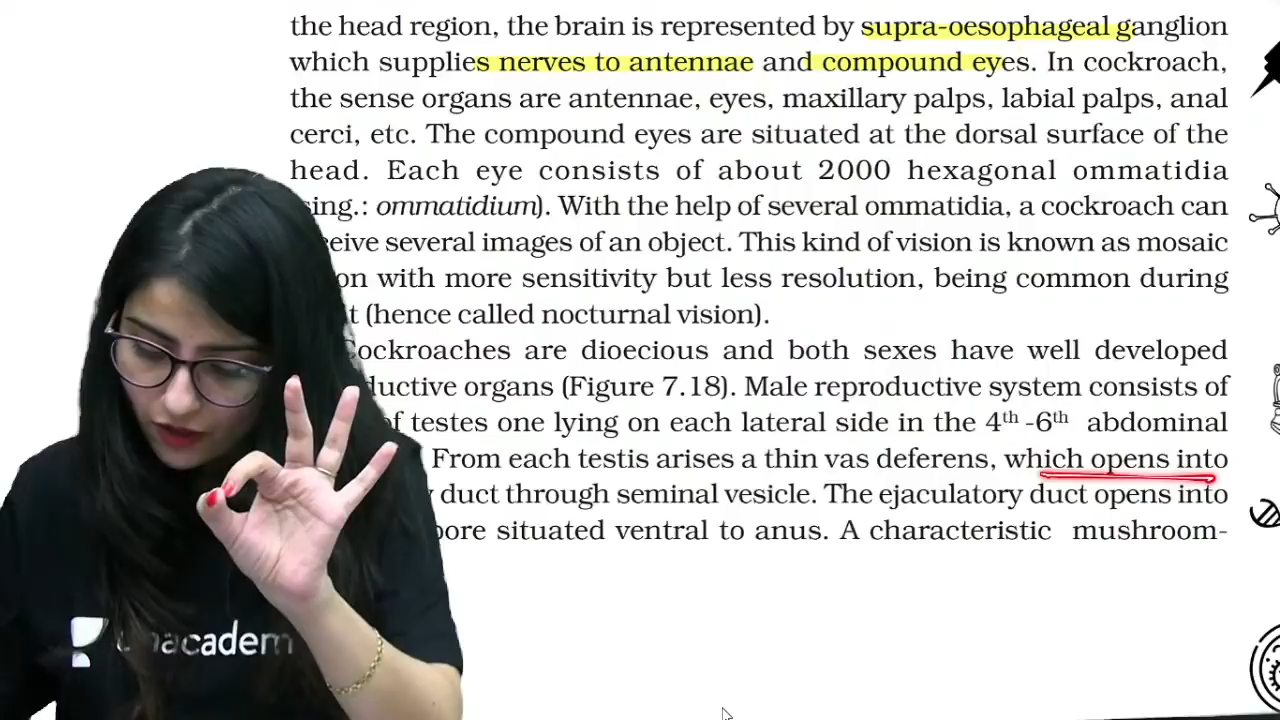 the head region, the brain is represented by supra-oesophageal ganglion
which supplies nerves to antennae and compound eyes. In cockroach,
the sense organs are antennae, eyes, maxillary palps, labial palps, anal
cerci, etc. The compound eyes are situated at the dorsal surface of the
head. Each eye consists of about 2000 hexagonal ommatidia
ing.: ommatidium). With the help of several ommatidia, a cockroach can
eive several images of an object. This kind of vision is known as mosaic
on with more sensitivity but less resolution, being common during
t (hence called nocturnal vision).
Cockroaches are dioecious and both sexes have well developed
ductive organs (Figure 7.18). Male reproductive system consists of
of testes one lying on each lateral side in the 4th -6th abdominal
From each testis arises a thin vas deferens, which opens into
duct through seminal vesicle. The ejaculatory duct opens into
pore situated ventral to anus. A characteristic mushroom-
unacadem